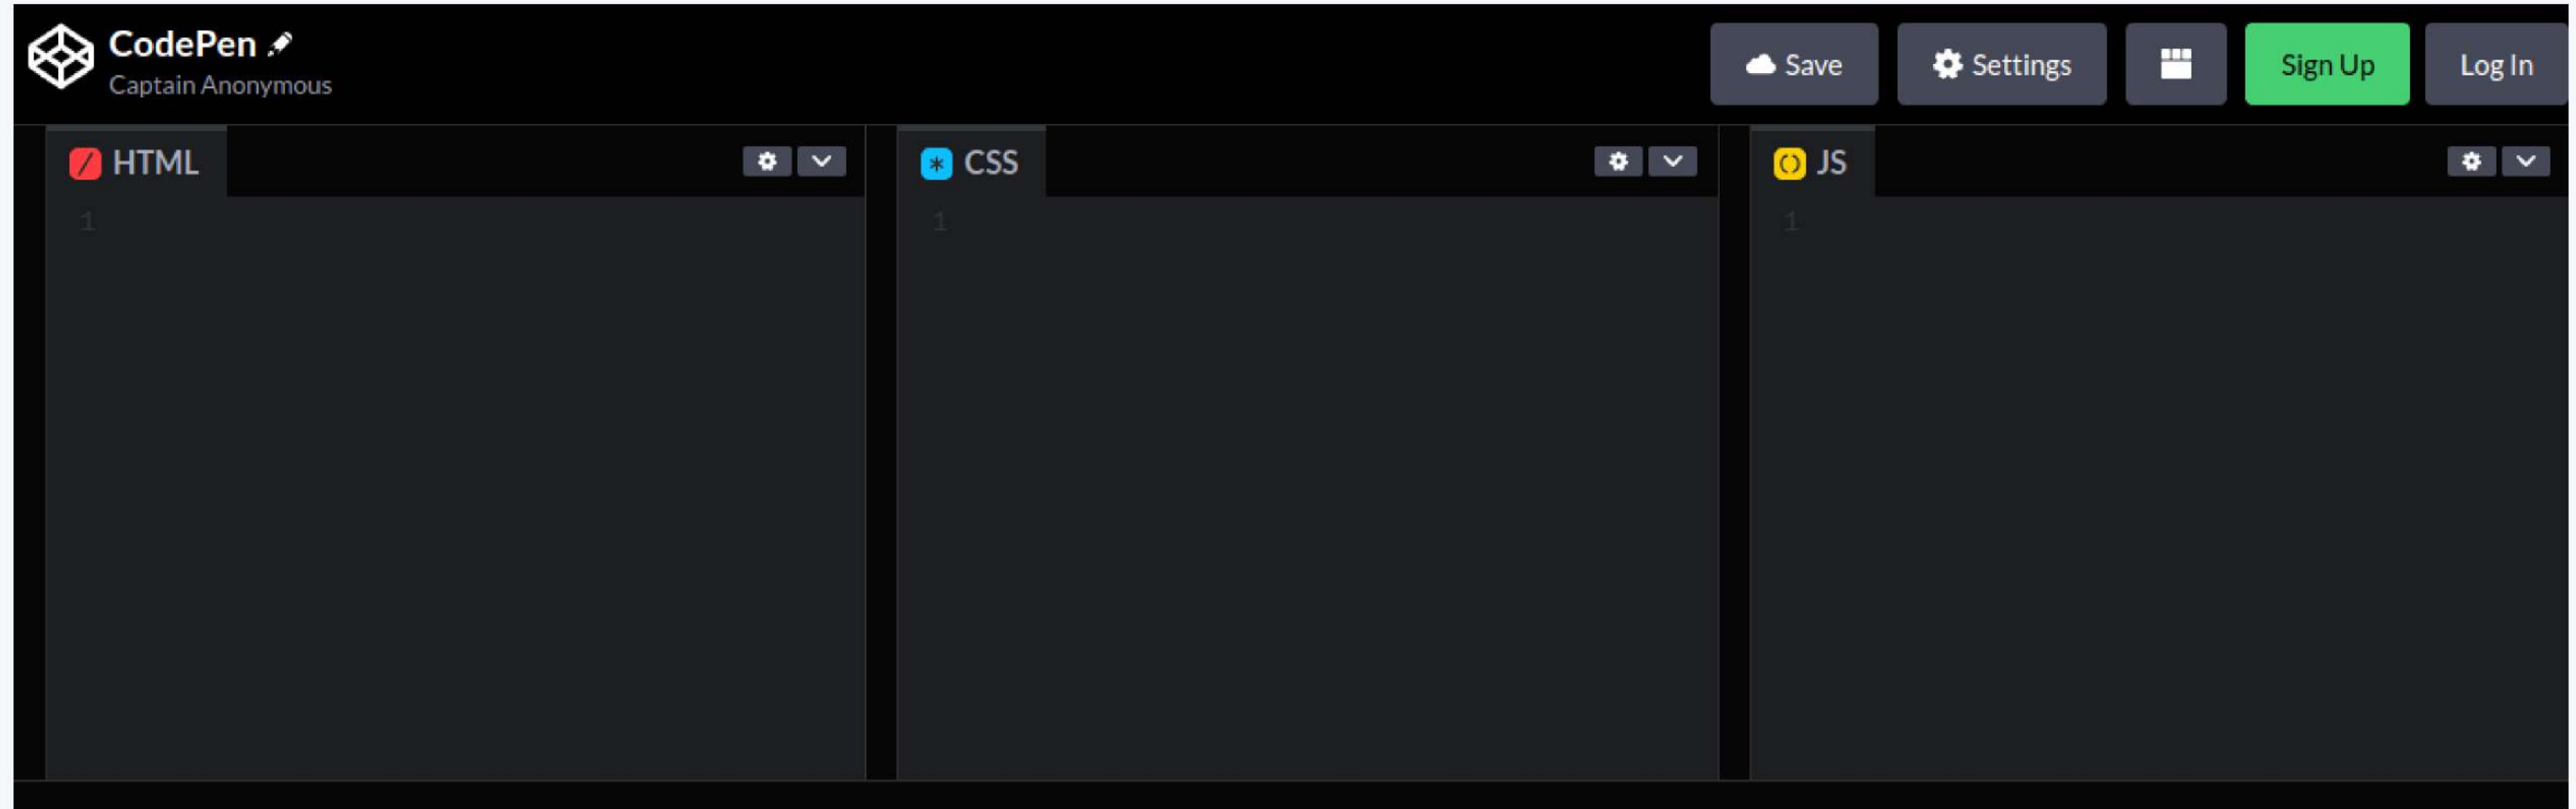 CodePen
Captain Anonymous
Save
Settings
Sign Up
Log In
HTML
CSS
JS
1
1
1